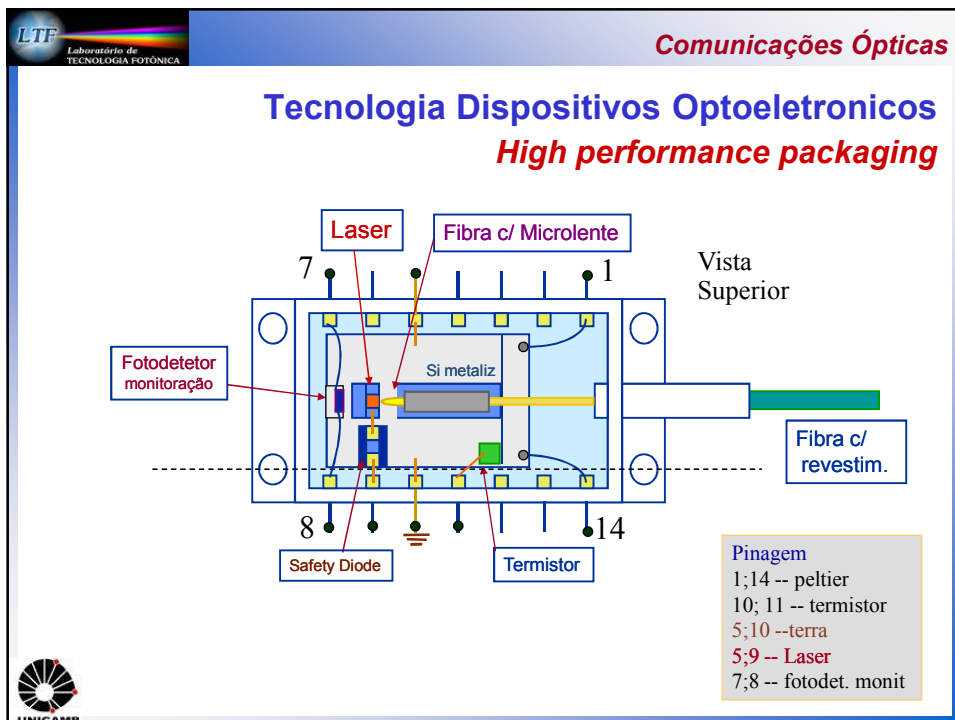 LTF
Laboratório de
TECNOLOGIA FOTÔNICA
Comunicações Ópticas
Tecnologia Dispositivos Optoeletronicos
High performance packaging
Laser
Fibra c/ Microlente
7
1
Vista
Superior
Fotodetetor
monitoração
Si metaliz
Fibra c/
revestim.
8
14
Safety Diode
Termistor
Pinagem
1;14 -- peltier
10; 11 -- termistor
5;10 --terra
5;9 -- Laser
7;8 -- fotodet. monit
UNICAMP